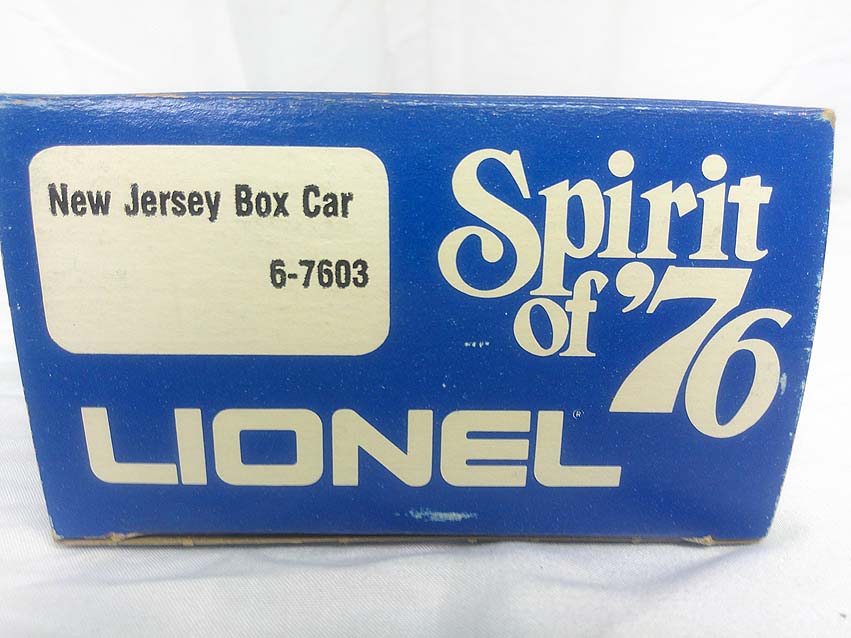 New Jersey Box Car
6-7603
Spirit
of '76
LIONEL®